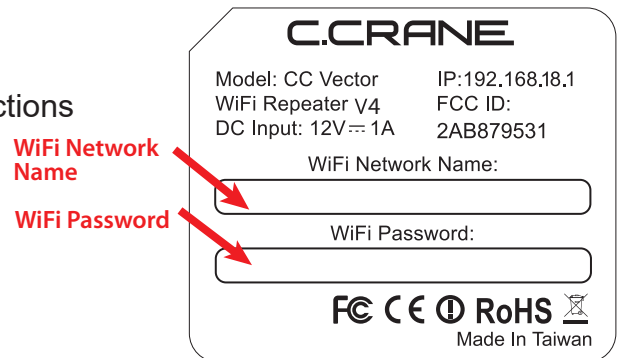 C.CRANE
Model: CC Vector
WiFi Repeater V4
DC Input: 12V⎓1A
IP:192.168.18.1
FCC ID:
2AB879531
ctions
WiFi Network
Name
WiFi Network Name:
WiFi Password
WiFi Password:
FC CE RoHS
Made In Taiwan